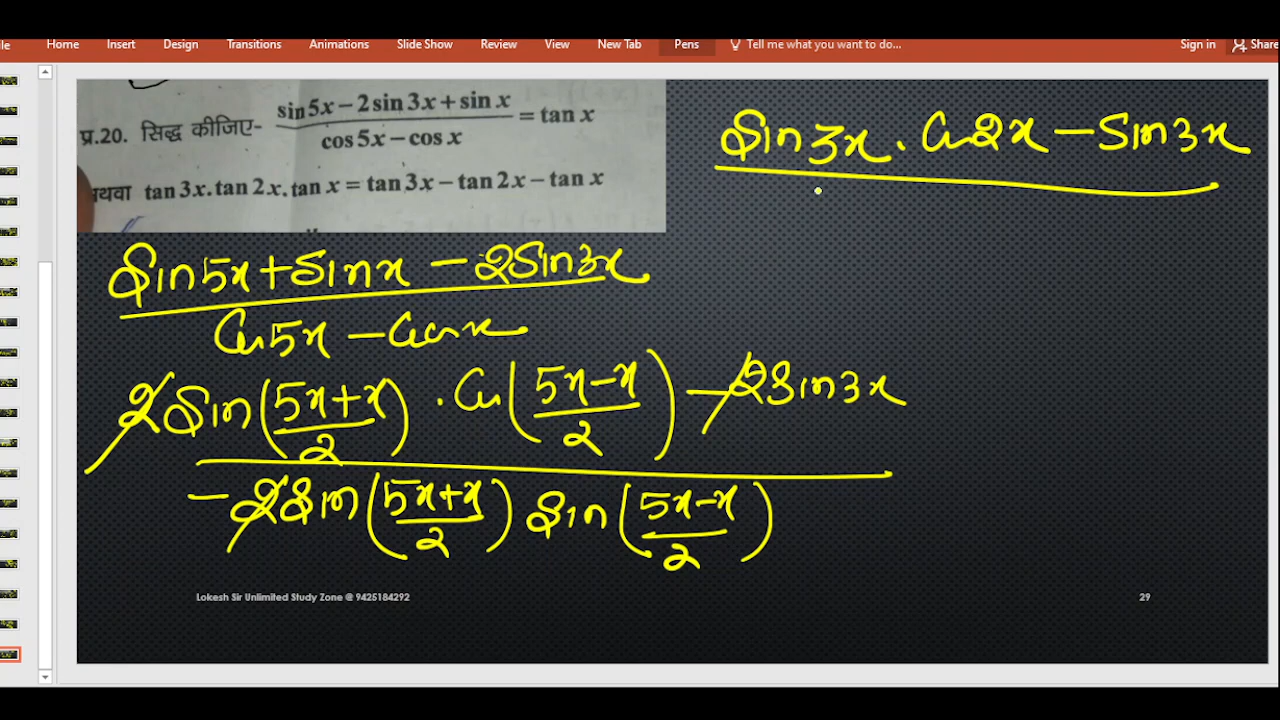 Home Insert Design Transitions Animations Slide Show Review View New Tab Pens Tell me what you want to do... Sign in Share
प्र.20. सिद्ध कीजिए- (sin 5x – 2 sin 3x + sin x) / (cos 5x – cos x) = tan x
tan 3x. tan 2x. tan x = tan 3x – tan 2x – tan x
Sin 5x + Sin x – 2 Sin 3x
Cos 5x – Cos x
2 Sin ((5x+x)/2) . Cos ((5x–x)/2) – 2 Sin 3x
– 2 Sin ((5x+x)/2) Sin ((5x–x)/2)
Sin 3x . Cos 2x – Sin 3x
Lokesh Sir Unlimited Study Zone @ 9425184292
29